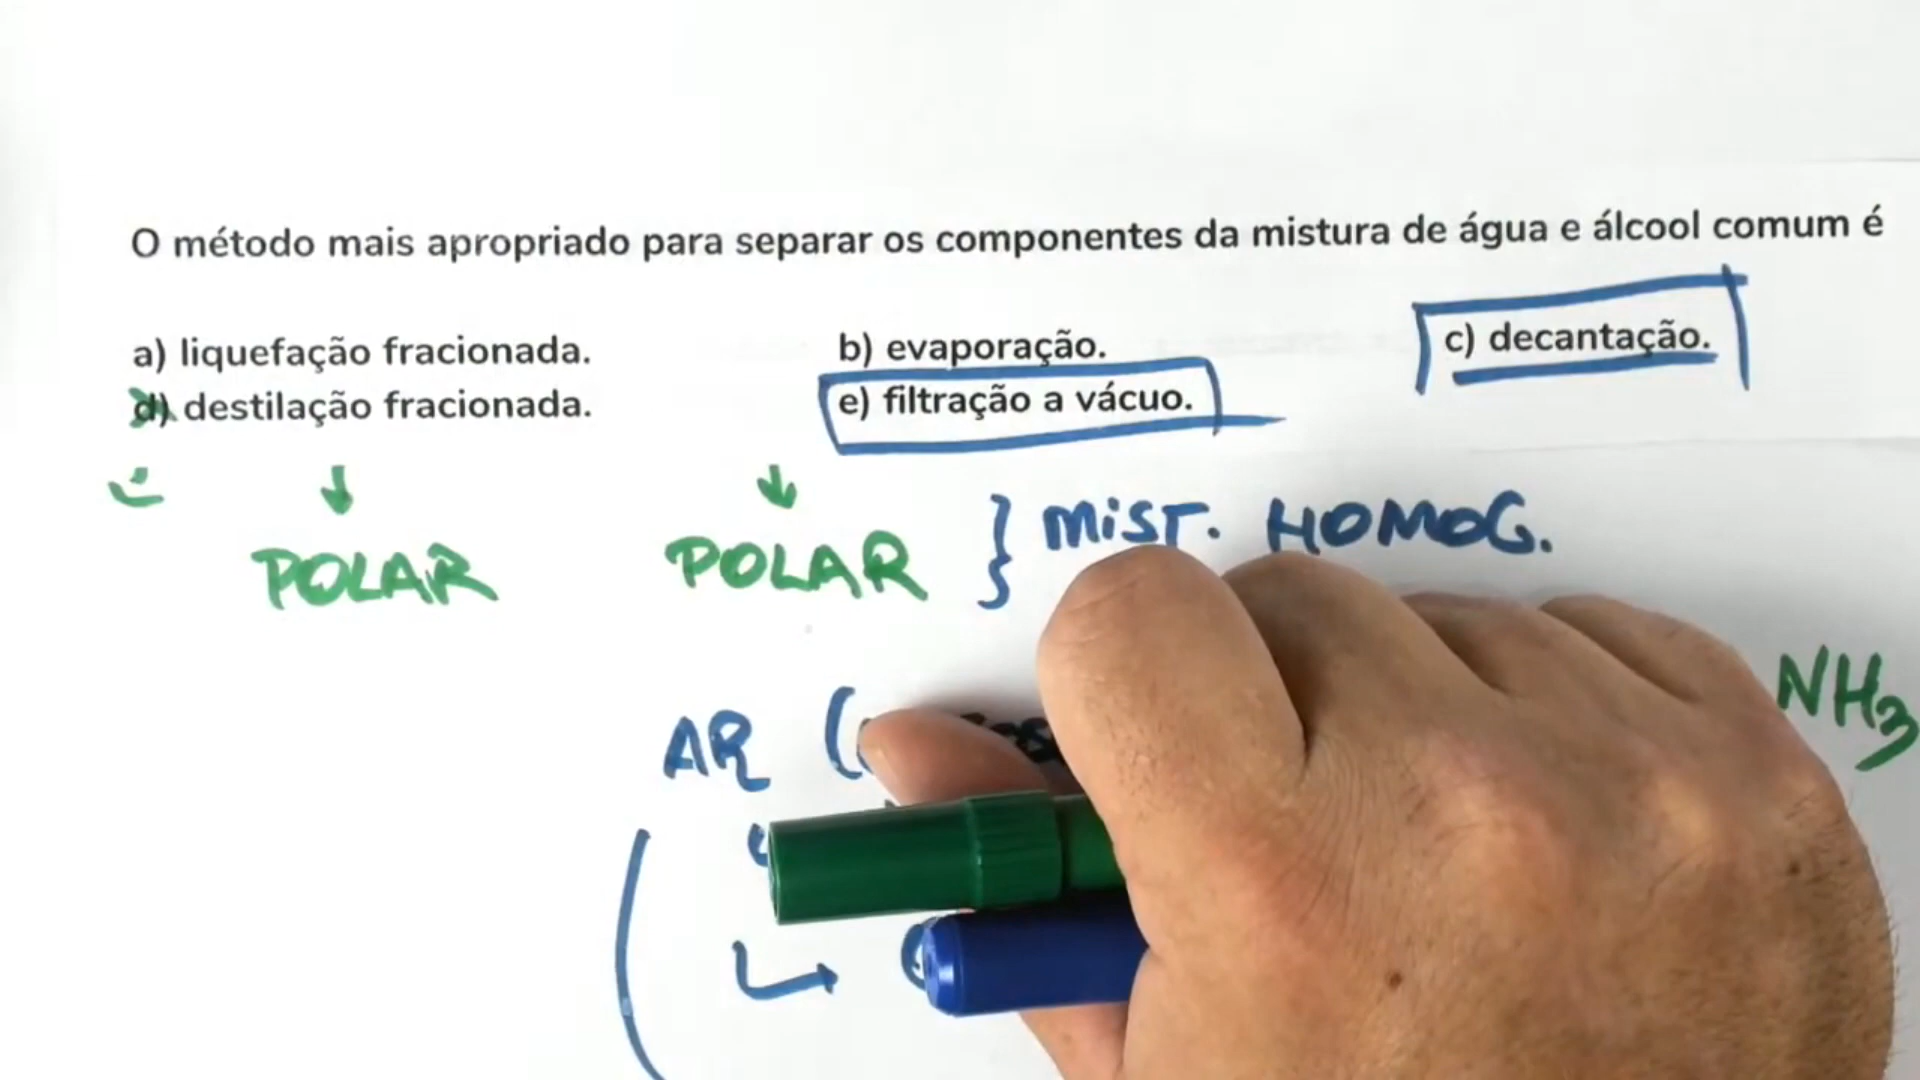 O método mais apropriado para separar os componentes da mistura de água e álcool comum é
a) liquefação fracionada. b) evaporação. c) decantação.
d) destilação fracionada. e) filtração a vácuo.
POLAR POLAR } MiST. HOMOG.
NH3
AR (